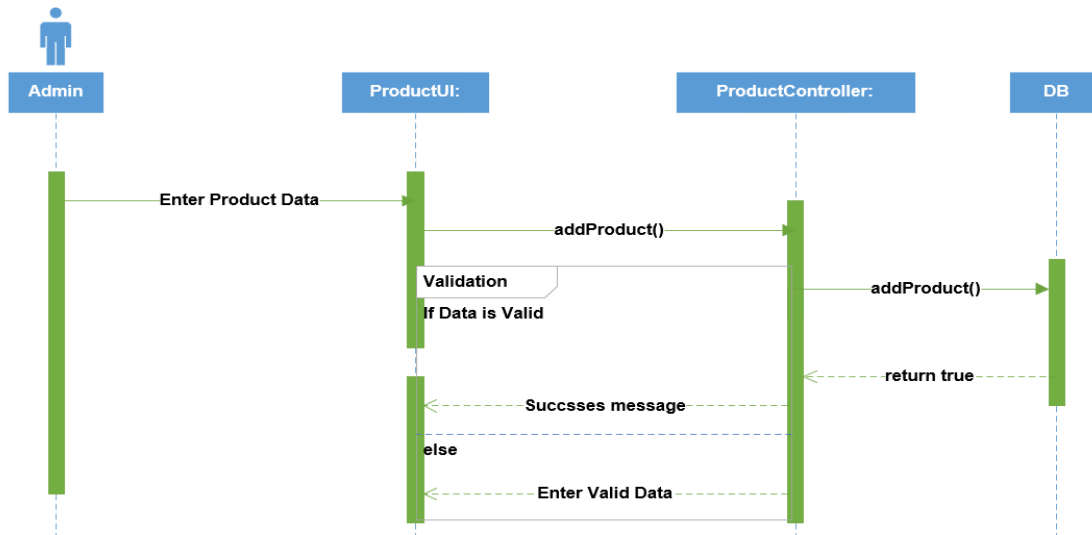 Admin
ProductUI:
ProductController:
DB
Enter Product Data
addProduct()
Validation
addProduct()
If Data is Valid
return true
Succsses message
else
Enter Valid Data